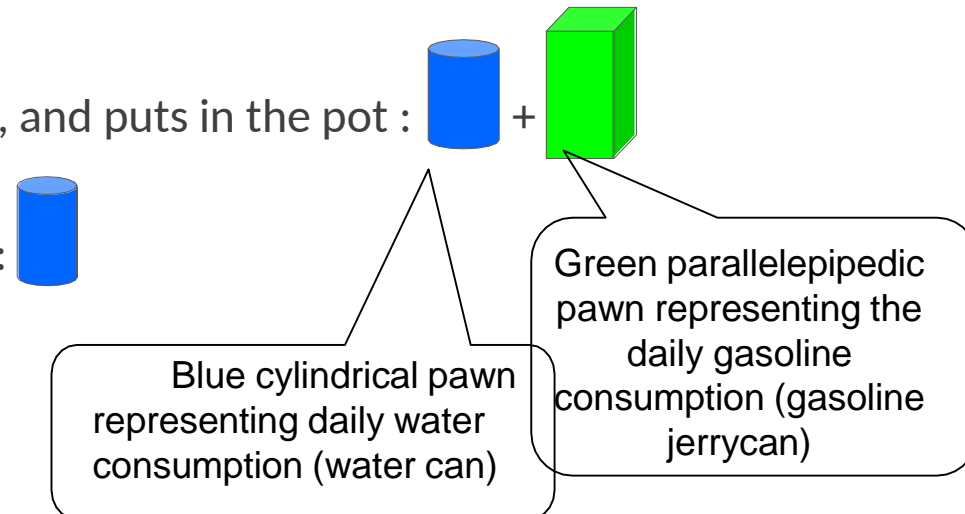 , and puts in the pot : +
:
Green parallelepipedic
pawn representing the
daily gasoline
consumption (gasoline
jerrycan)
Blue cylindrical pawn
representing daily water
consumption (water can)